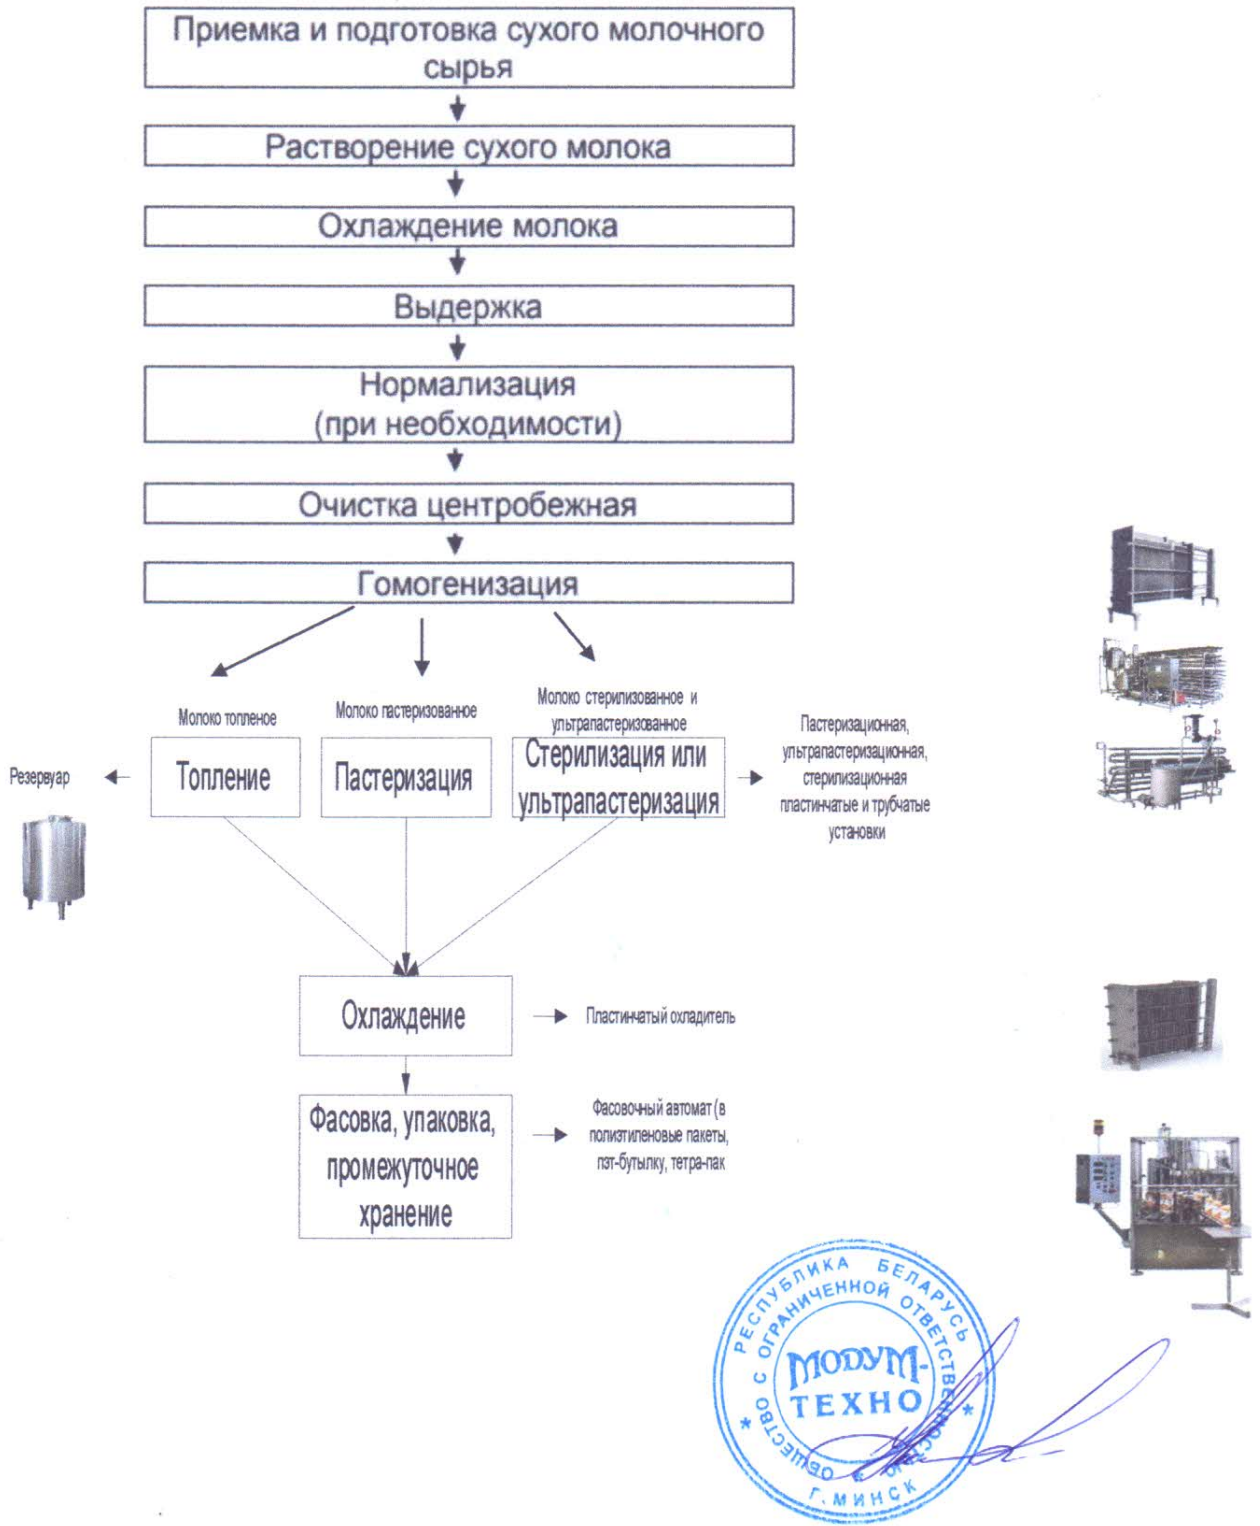 Приемка и подготовка сухого молочного
сырья
Растворение сухого молока
Охлаждение молока
Выдержка
Нормализация
(при необходимости)
Очистка центробежная
Гомогенизация
Молоко топленое
Молоко пастеризованное
Молоко стерилизованное и
ультрапастеризованное
Резервуар
Топление
Пастеризация
Стерилизация или
ультрапастеризация
Пастеризационная,
ультрапастеризационная,
стерилизационная
пластинчатые и трубчатые
установки
Охлаждение
Пластинчатый охладитель
Фасовка, упаковка,
промежуточное
хранение
Фасовочный автомат (в
полиэтиленовые пакеты,
пэт-бутылку, тетра-пак
РЕСПУБЛИКА БЕЛАРУСЬ
ОБЩЕСТВО С ОГРАНИЧЕННОЙ ОТВЕТСТВЕННОСТЬЮ
МОДУМ-
ТЕХНО
Г. МИНСК